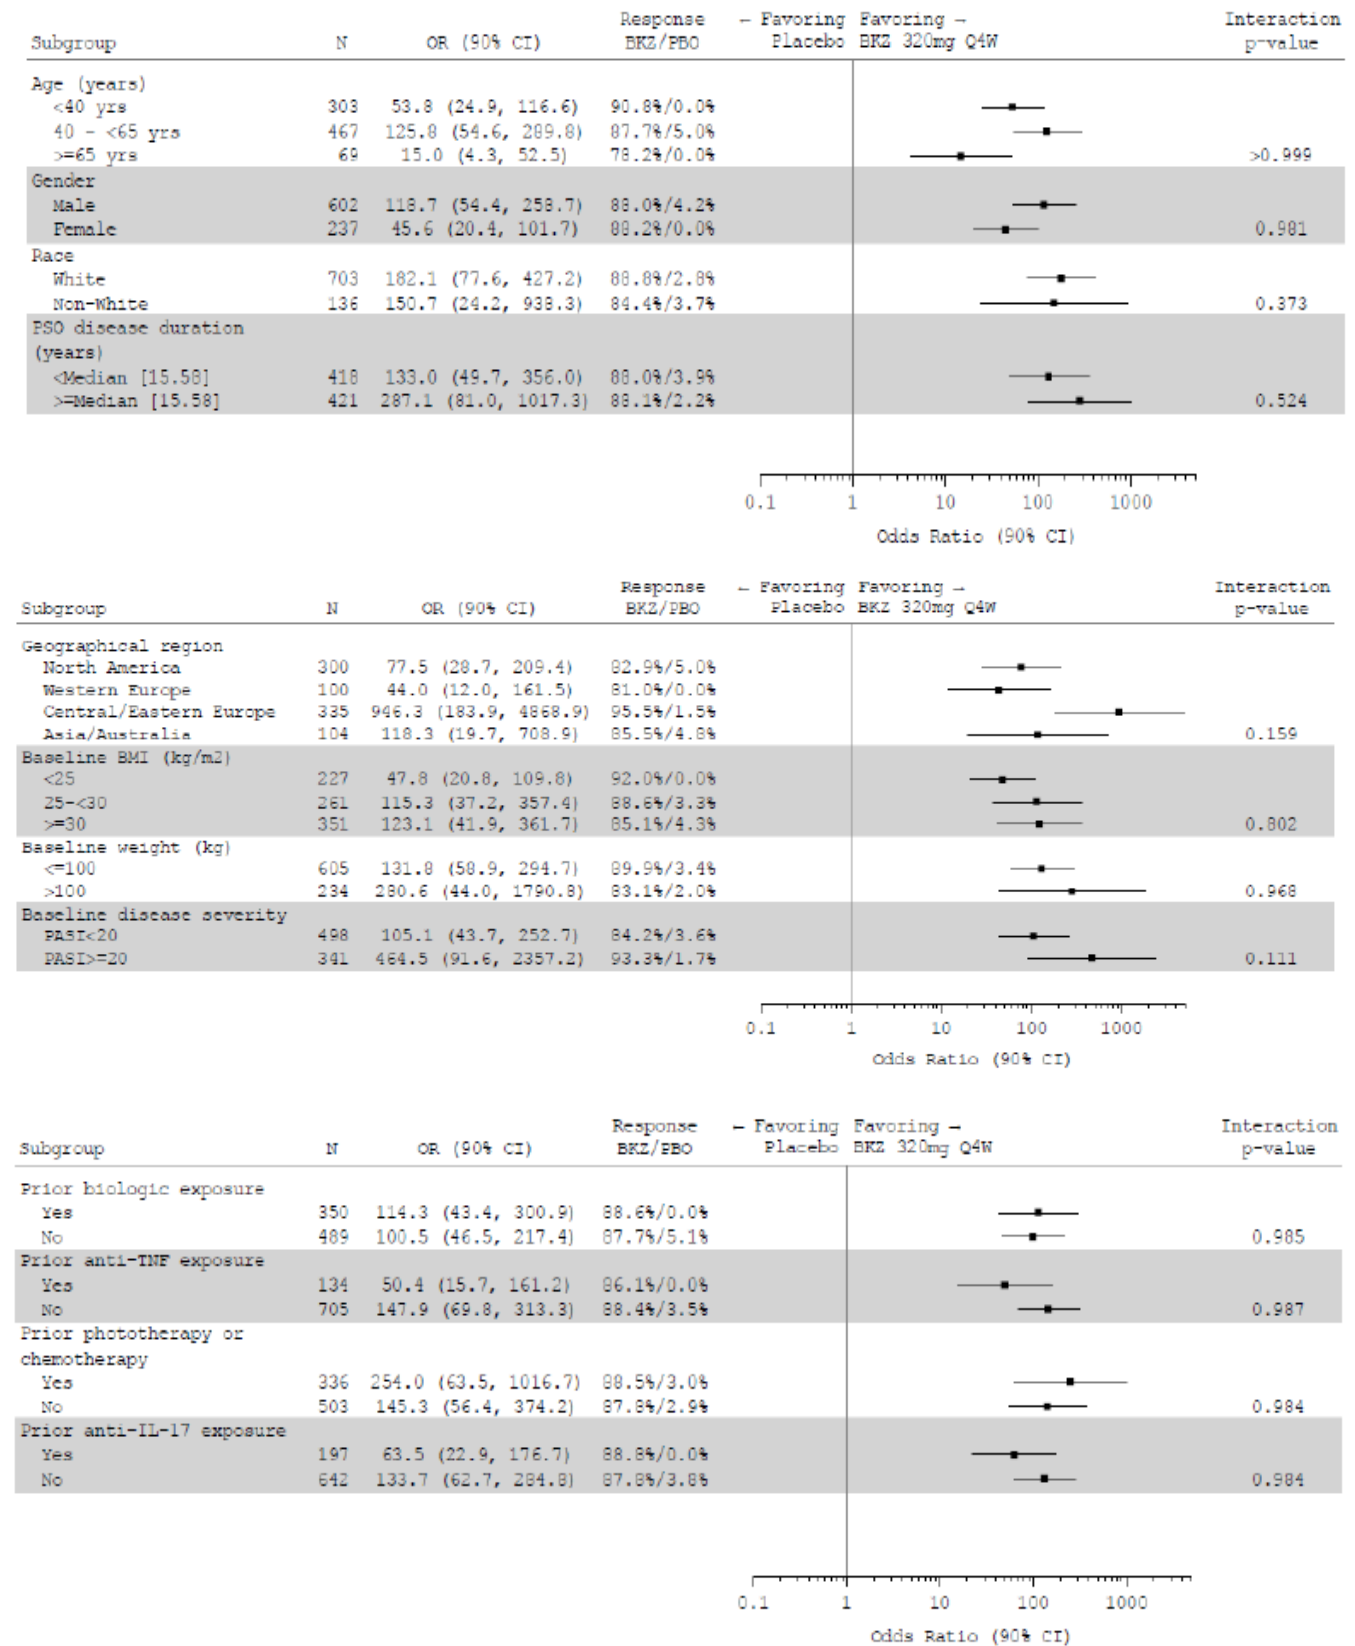 Response ← Favoring Favoring → Interaction
Subgroup N OR (90% CI) BKZ/PBO Placebo BKZ 320mg Q4W p-value
Age (years)
<40 yrs 303 53.8 (24.9, 116.6) 90.8%/0.0%
40 - <65 yrs 467 125.8 (54.6, 289.8) 87.7%/5.0%
>=65 yrs 69 15.0 (4.3, 52.5) 78.2%/0.0% >0.999
Gender
Male 602 118.7 (54.4, 258.7) 88.0%/4.2%
Female 237 45.6 (20.4, 101.7) 88.2%/0.0% 0.981
Race
White 703 182.1 (77.6, 427.2) 88.8%/2.8%
Non-White 136 150.7 (24.2, 938.3) 84.4%/3.7% 0.373
PSO disease duration
(years)
<Median [15.58] 418 133.0 (49.7, 356.0) 88.0%/3.9%
>=Median [15.58] 421 287.1 (81.0, 1017.3) 88.1%/2.2% 0.524
0.1 1 10 100 1000
Odds Ratio (90% CI)
Response ← Favoring Favoring → Interaction
Subgroup N OR (90% CI) BKZ/PBO Placebo BKZ 320mg Q4W p-value
Geographical region
North America 300 77.5 (28.7, 209.4) 82.9%/5.0%
Western Europe 100 44.0 (12.0, 161.5) 81.0%/0.0%
Central/Eastern Europe 335 946.3 (183.9, 4868.9) 95.5%/1.5%
Asia/Australia 104 118.3 (19.7, 708.9) 85.5%/4.8% 0.159
Baseline BMI (kg/m2)
<25 227 47.8 (20.8, 109.8) 92.0%/0.0%
25-<30 261 115.3 (37.2, 357.4) 88.6%/3.3%
>=30 351 123.1 (41.9, 361.7) 85.1%/4.3% 0.802
Baseline weight (kg)
<=100 605 131.8 (58.9, 294.7) 89.9%/3.4%
>100 234 280.6 (44.0, 1790.8) 83.1%/2.0% 0.968
Baseline disease severity
PASI<20 498 105.1 (43.7, 252.7) 84.2%/3.6%
PASI>=20 341 464.5 (91.6, 2357.2) 93.3%/1.7% 0.111
0.1 1 10 100 1000
Odds Ratio (90% CI)
Response ← Favoring Favoring → Interaction
Subgroup N OR (90% CI) BKZ/PBO Placebo BKZ 320mg Q4W p-value
Prior biologic exposure
Yes 350 114.3 (43.4, 300.9) 88.6%/0.0%
No 489 100.5 (46.5, 217.4) 87.7%/5.1% 0.985
Prior anti-TNF exposure
Yes 134 50.4 (15.7, 161.2) 86.1%/0.0%
No 705 147.9 (69.8, 313.3) 88.4%/3.5% 0.987
Prior phototherapy or
chemotherapy
Yes 336 254.0 (63.5, 1016.7) 88.5%/3.0%
No 503 145.3 (56.4, 374.2) 87.8%/2.9% 0.984
Prior anti-IL-17 exposure
Yes 197 63.5 (22.9, 176.7) 88.8%/0.0%
No 642 133.7 (62.7, 284.8) 87.8%/3.8% 0.984
0.1 1 10 100 1000
Odds Ratio (90% CI)